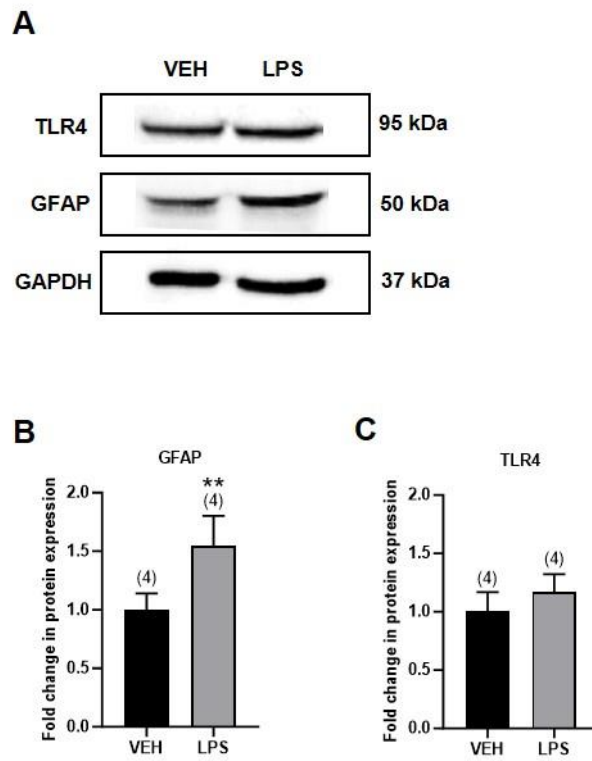 A
VEH LPS
TLR4 95 kDa
GFAP 50 kDa
GAPDH 37 kDa
B
GFAP
Fold change in protein expression
2.0
1.5
1.0
0.5
0.0
(4)
**
(4)
VEH LPS
C
TLR4
Fold change in protein expression
2.0
1.5
1.0
0.5
0.0
(4)
(4)
VEH LPS